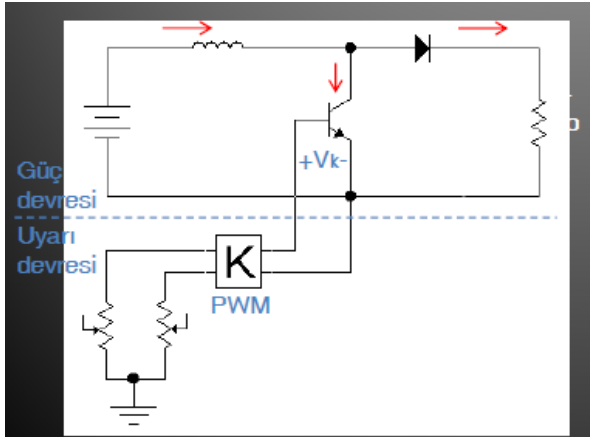 +Vk-
Güç
devresi
Uyarı
devresi
K
PWM